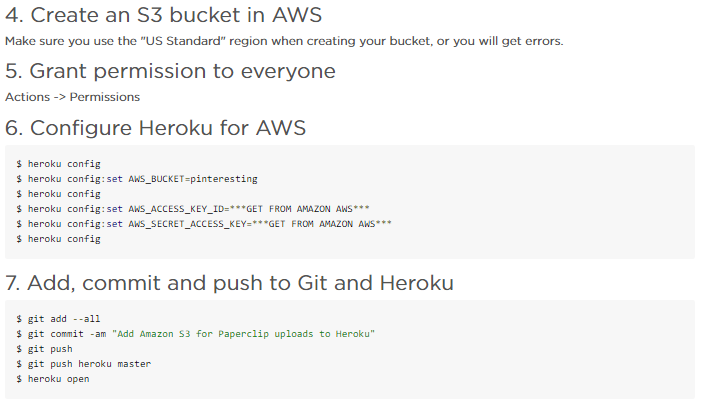 4. Create an S3 bucket in AWS
Make sure you use the "US Standard" region when creating your bucket, or you will get errors.
5. Grant permission to everyone
Actions -> Permissions
6. Configure Heroku for AWS
$ heroku config
$ heroku config:set AWS_BUCKET=pinteresting
$ heroku config
$ heroku config:set AWS_ACCESS_KEY_ID=***GET FROM AMAZON AWS***
$ heroku config:set AWS_SECRET_ACCESS_KEY=***GET FROM AMAZON AWS***
$ heroku config
7. Add, commit and push to Git and Heroku
$ git add --all
$ git commit -am "Add Amazon S3 for Paperclip uploads to Heroku"
$ git push
$ git push heroku master
$ heroku open